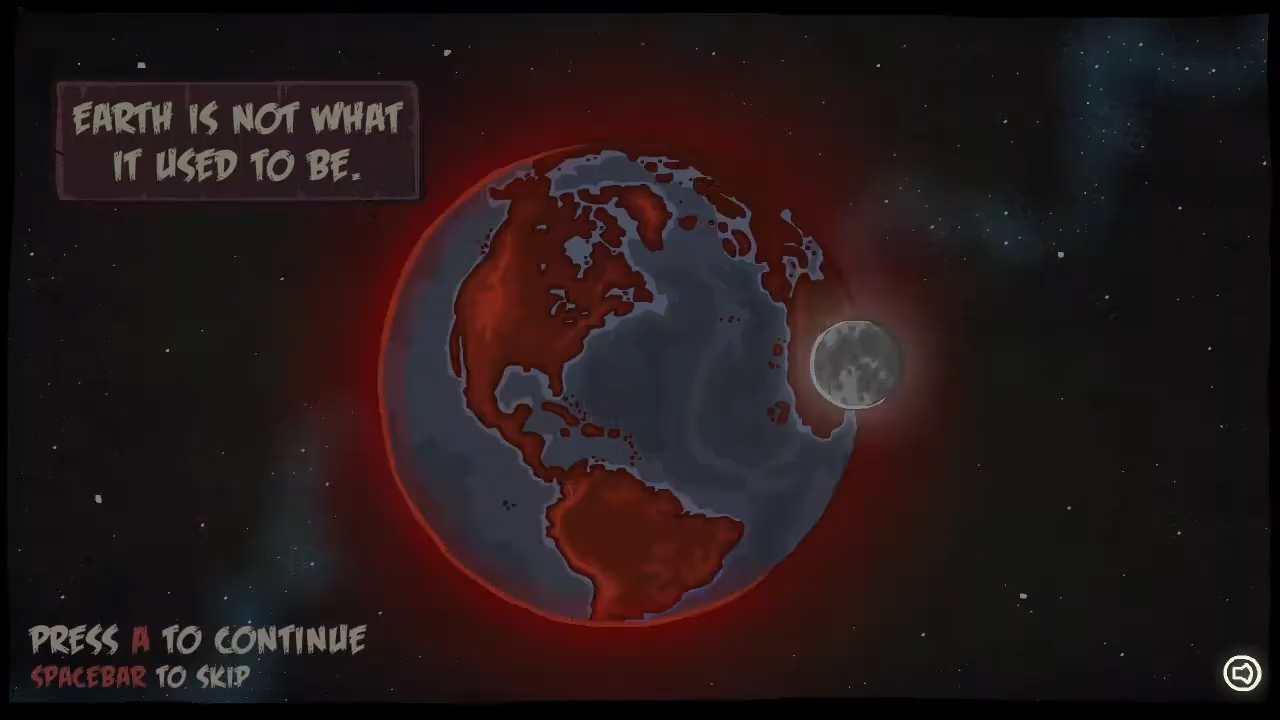 EARTH IS NOT WHAT
IT USED TO BE.
PRESS A TO CONTINUE
SPACEBAR TO SKIP